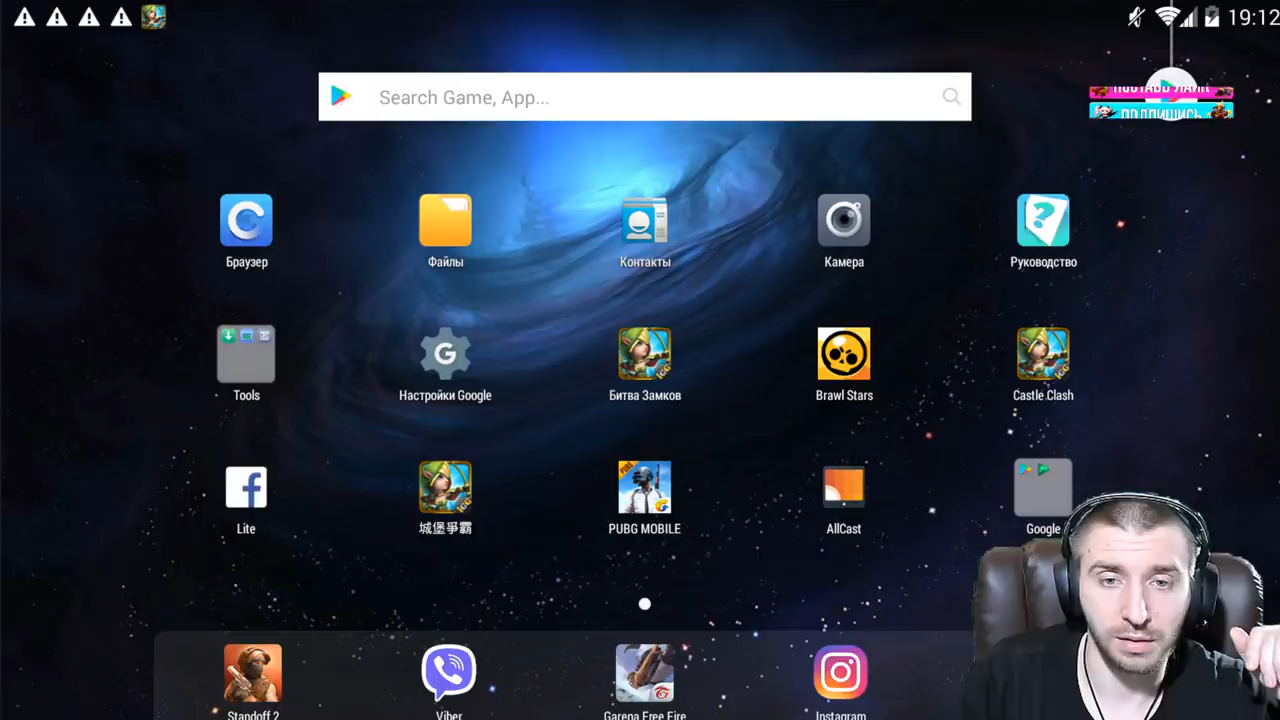 19:12
Search Game, App...
ПОДПИШИСЬ
Браузер
Файлы
Контакты
Камера
Руководство
Tools
Настройки Google
Битва Замков
Brawl Stars
Castle Clash
Lite
城堡爭霸
PUBG MOBILE
AllCast
Google
Standoff 2
Viber
Garena Free Fire
Instagram